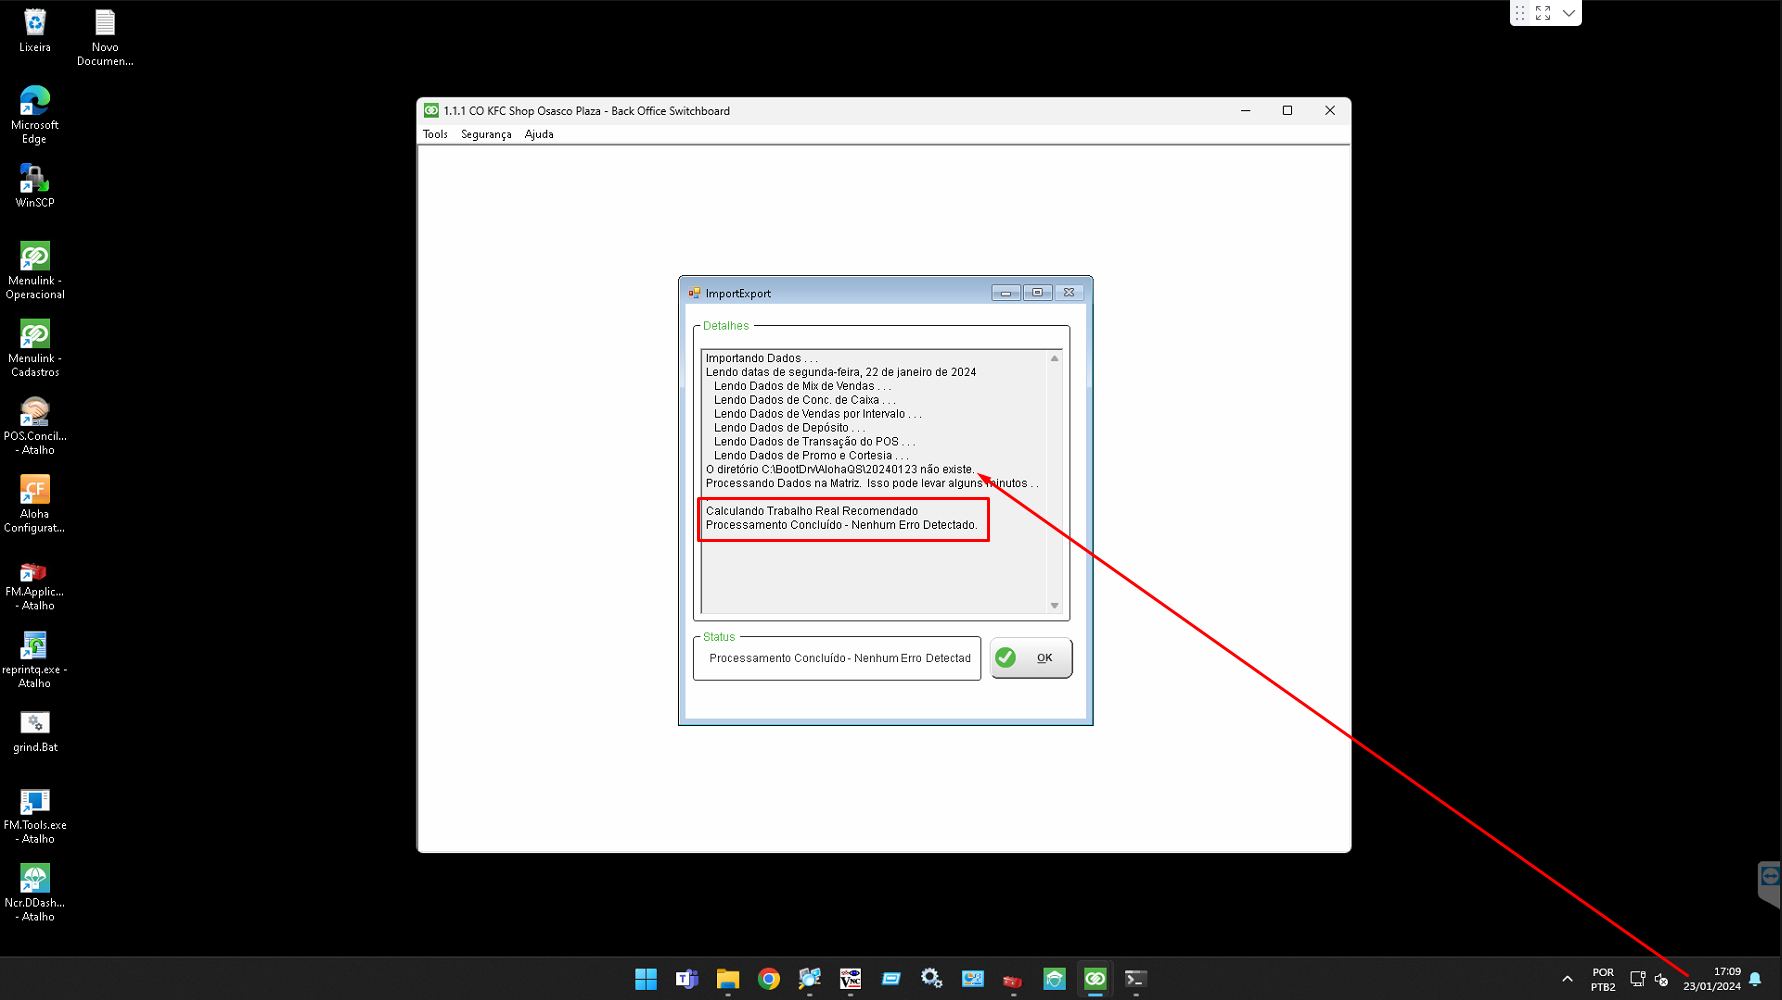 Lixeira
Novo
Documen...
Microsoft
Edge
WinSCP
Menulink -
Operacional
Menulink -
Cadastros
POS.Concil...
- Atalho
CF
Aloha
Configurat...
FM.Applic...
- Atalho
reprintq.exe -
Atalho
grind.Bat
FM.Tools.exe
- Atalho
Ncr.DDash...
- Atalho
1.1.1 CO KFC Shop Osasco Plaza - Back Office Switchboard
Tools Segurança Ajuda
ImportExport
Detalhes
Importando Dados . . .
Lendo datas de segunda-feira, 22 de janeiro de 2024
Lendo Dados de Mix de Vendas . . .
Lendo Dados de Conc. de Caixa . . .
Lendo Dados de Vendas por Intervalo . . .
Lendo Dados de Depósito . . .
Lendo Dados de Transação do POS . . .
Lendo Dados de Promo e Cortesia . . .
O diretório C:\BootDrv\AlohaQS\20240123 não existe.
Processando Dados na Matriz. Isso pode levar alguns minutos . .
.
Calculando Trabalho Real Recomendado
Processamento Concluído - Nenhum Erro Detectado.
Status
Processamento Concluído - Nenhum Erro Detectad
OK
VNC
POR
PTB2
17:09
23/01/2024